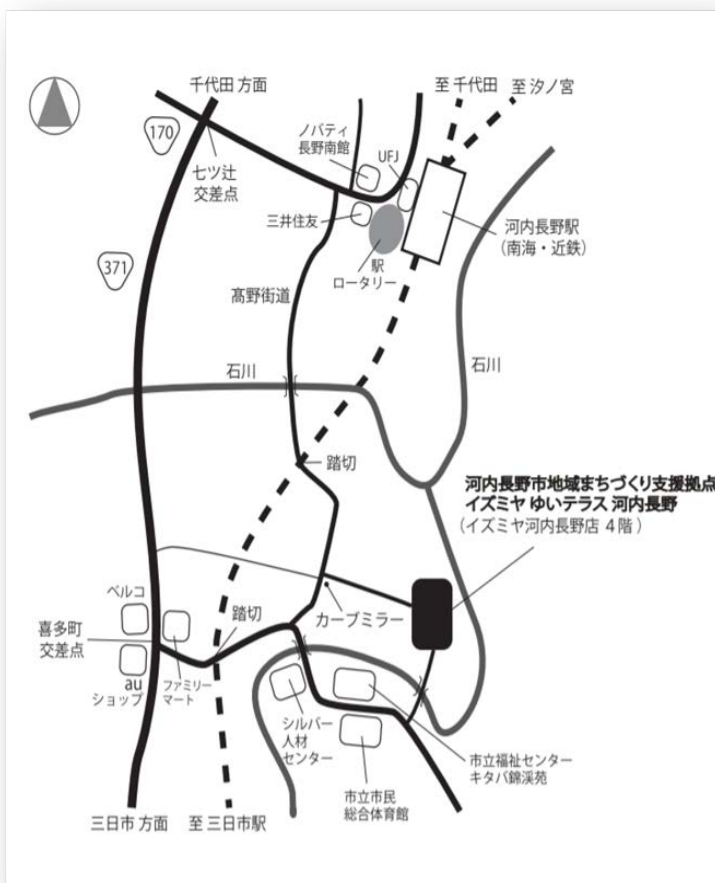 千代田 方面
至 千代田
至 汐ノ宮
170
ノバティ
長野南館
UFJ
七ツ辻
交差点
三井住友
河内長野駅
(南海・近鉄)
371
駅
ロータリー
髙野街道
石川
石川
踏切
河内長野市地域まちづくり支援拠点
イズミヤ ゆいテラス 河内長野
(イズミヤ河内長野店 4階)
ベルコ
踏切
カーブミラー
喜多町
交差点
au
ショップ
ファミリー
マート
シルバー
人材
センター
市立福祉センター
キタバ錦渓苑
市立市民
総合体育館
三日市 方面
至 三日市駅